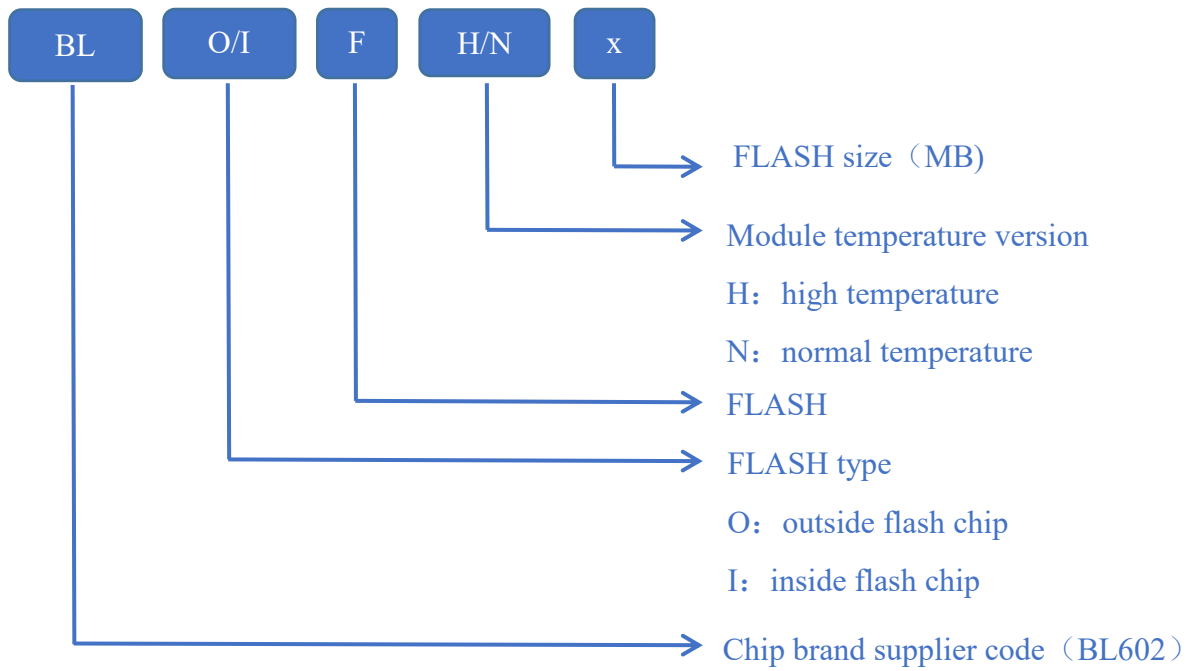 BL O/I F H/N x
FLASH size（MB)
Module temperature version
H：high temperature
N：normal temperature
FLASH
FLASH type
O：outside flash chip
I：inside flash chip
Chip brand supplier code（BL602）